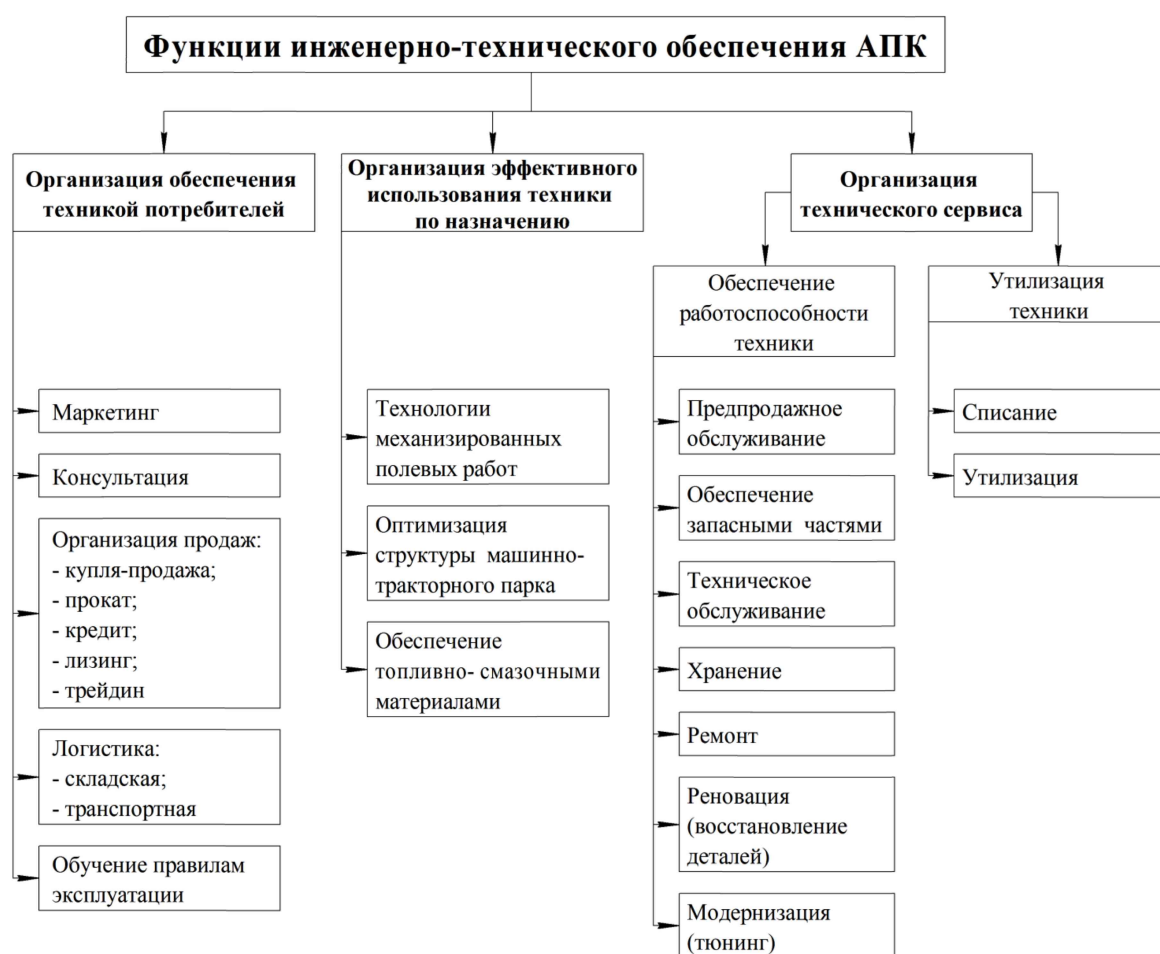 Функции инженерно-технического обеспечения АПК
Организация обеспечения
техникой потребителей
Маркетинг
Консультация
Организация продаж:
- купля-продажа;
- прокат;
- кредит;
- лизинг;
- трейдин
Логистика:
- складская;
- транспортная
Обучение правилам
эксплуатации
Организация эффективного
использования техники
по назначению
Технологии
механизированных
полевых работ
Оптимизация
структуры машинно-
тракторного парка
Обеспечение
топливно- смазочными
материалами
Организация
технического сервиса
Обеспечение
работоспособности
техники
Предпродажное
обслуживание
Обеспечение
запасными частями
Техническое
обслуживание
Хранение
Ремонт
Реновация
(восстановление
деталей)
Модернизация
(тюнинг)
Утилизация
техники
Списание
Утилизация